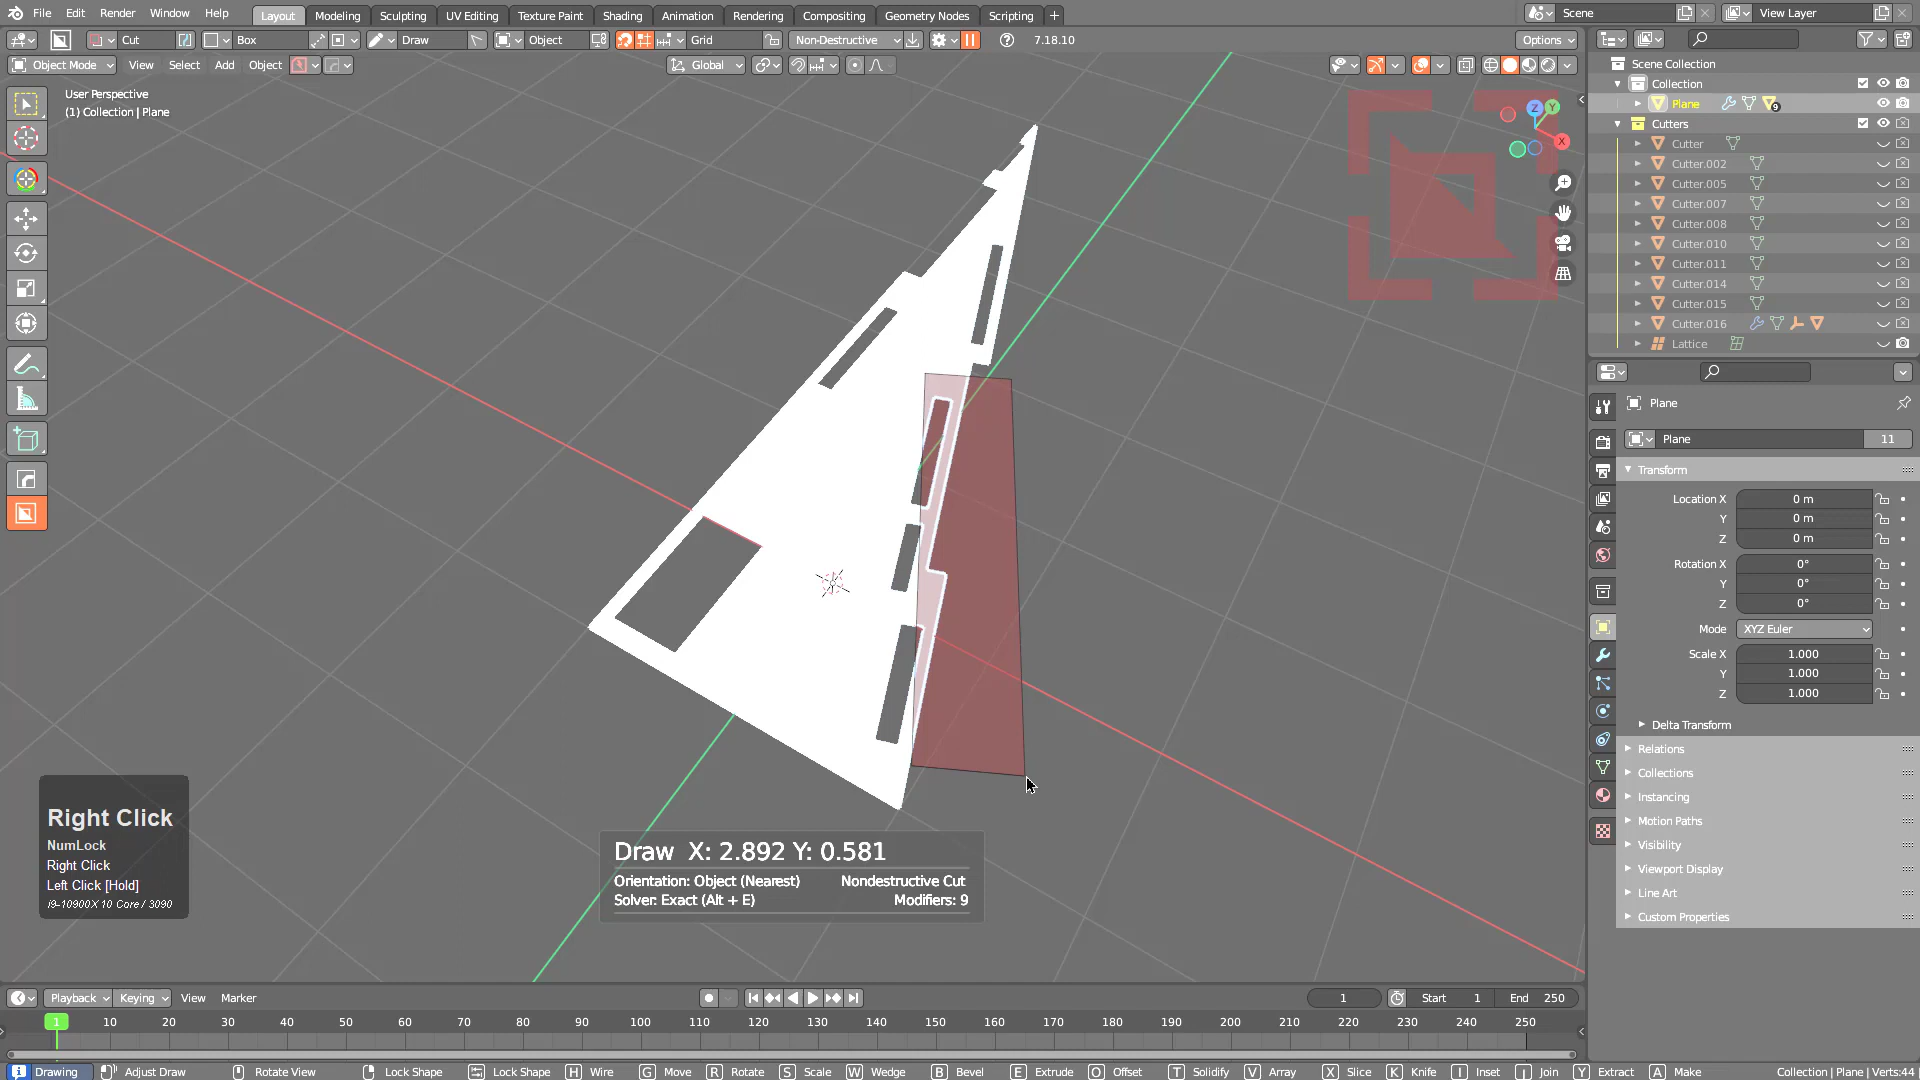 File Edit Render Window Help
Layout Modeling Sculpting UV Editing Texture Paint Shading Animation Rendering Compositing Geometry Nodes Scripting +
Scene
View Layer
Cut Box Draw Object Grid Non-Destructive 7.18.10 Options
Object Mode View Select Add Object Global
User Perspective
(1) Collection | Plane
Z Y X
Scene Collection
Collection
Plane 9
Cutters
Cutter
Cutter.002
Cutter.005
Cutter.007
Cutter.008
Cutter.010
Cutter.011
Cutter.014
Cutter.015
Cutter.016
Lattice
Plane
Plane 11
Transform
Location X 0 m
Y 0 m
Z 0 m
Rotation X 0°
Y 0°
Z 0°
Mode XYZ Euler
Scale X 1.000
Y 1.000
Z 1.000
Delta Transform
Relations
Collections
Instancing
Motion Paths
Visibility
Viewport Display
Line Art
Custom Properties
Right Click
NumLock
Right Click
Left Click [Hold]
i9-10900X 10 Core / 3090
Draw X: 2.892 Y: 0.581
Orientation: Object (Nearest) Nondestructive Cut
Solver: Exact (Alt + E) Modifiers: 9
Playback Keying View Marker 1 Start 1 End 250
1 10 20 30 40 50 60 70 80 90 100 110 120 130 140 150 160 170 180 190 200 210 220 230 240 250
Drawing Adjust Draw Rotate View Lock Shape Lock Shape H Wire G Move R Rotate S Scale W Wedge B Bevel E Extrude O Offset T Solidify V Array X Slice K Knife I Inset J Join Y Extract A Make Collection | Plane | Verts:44